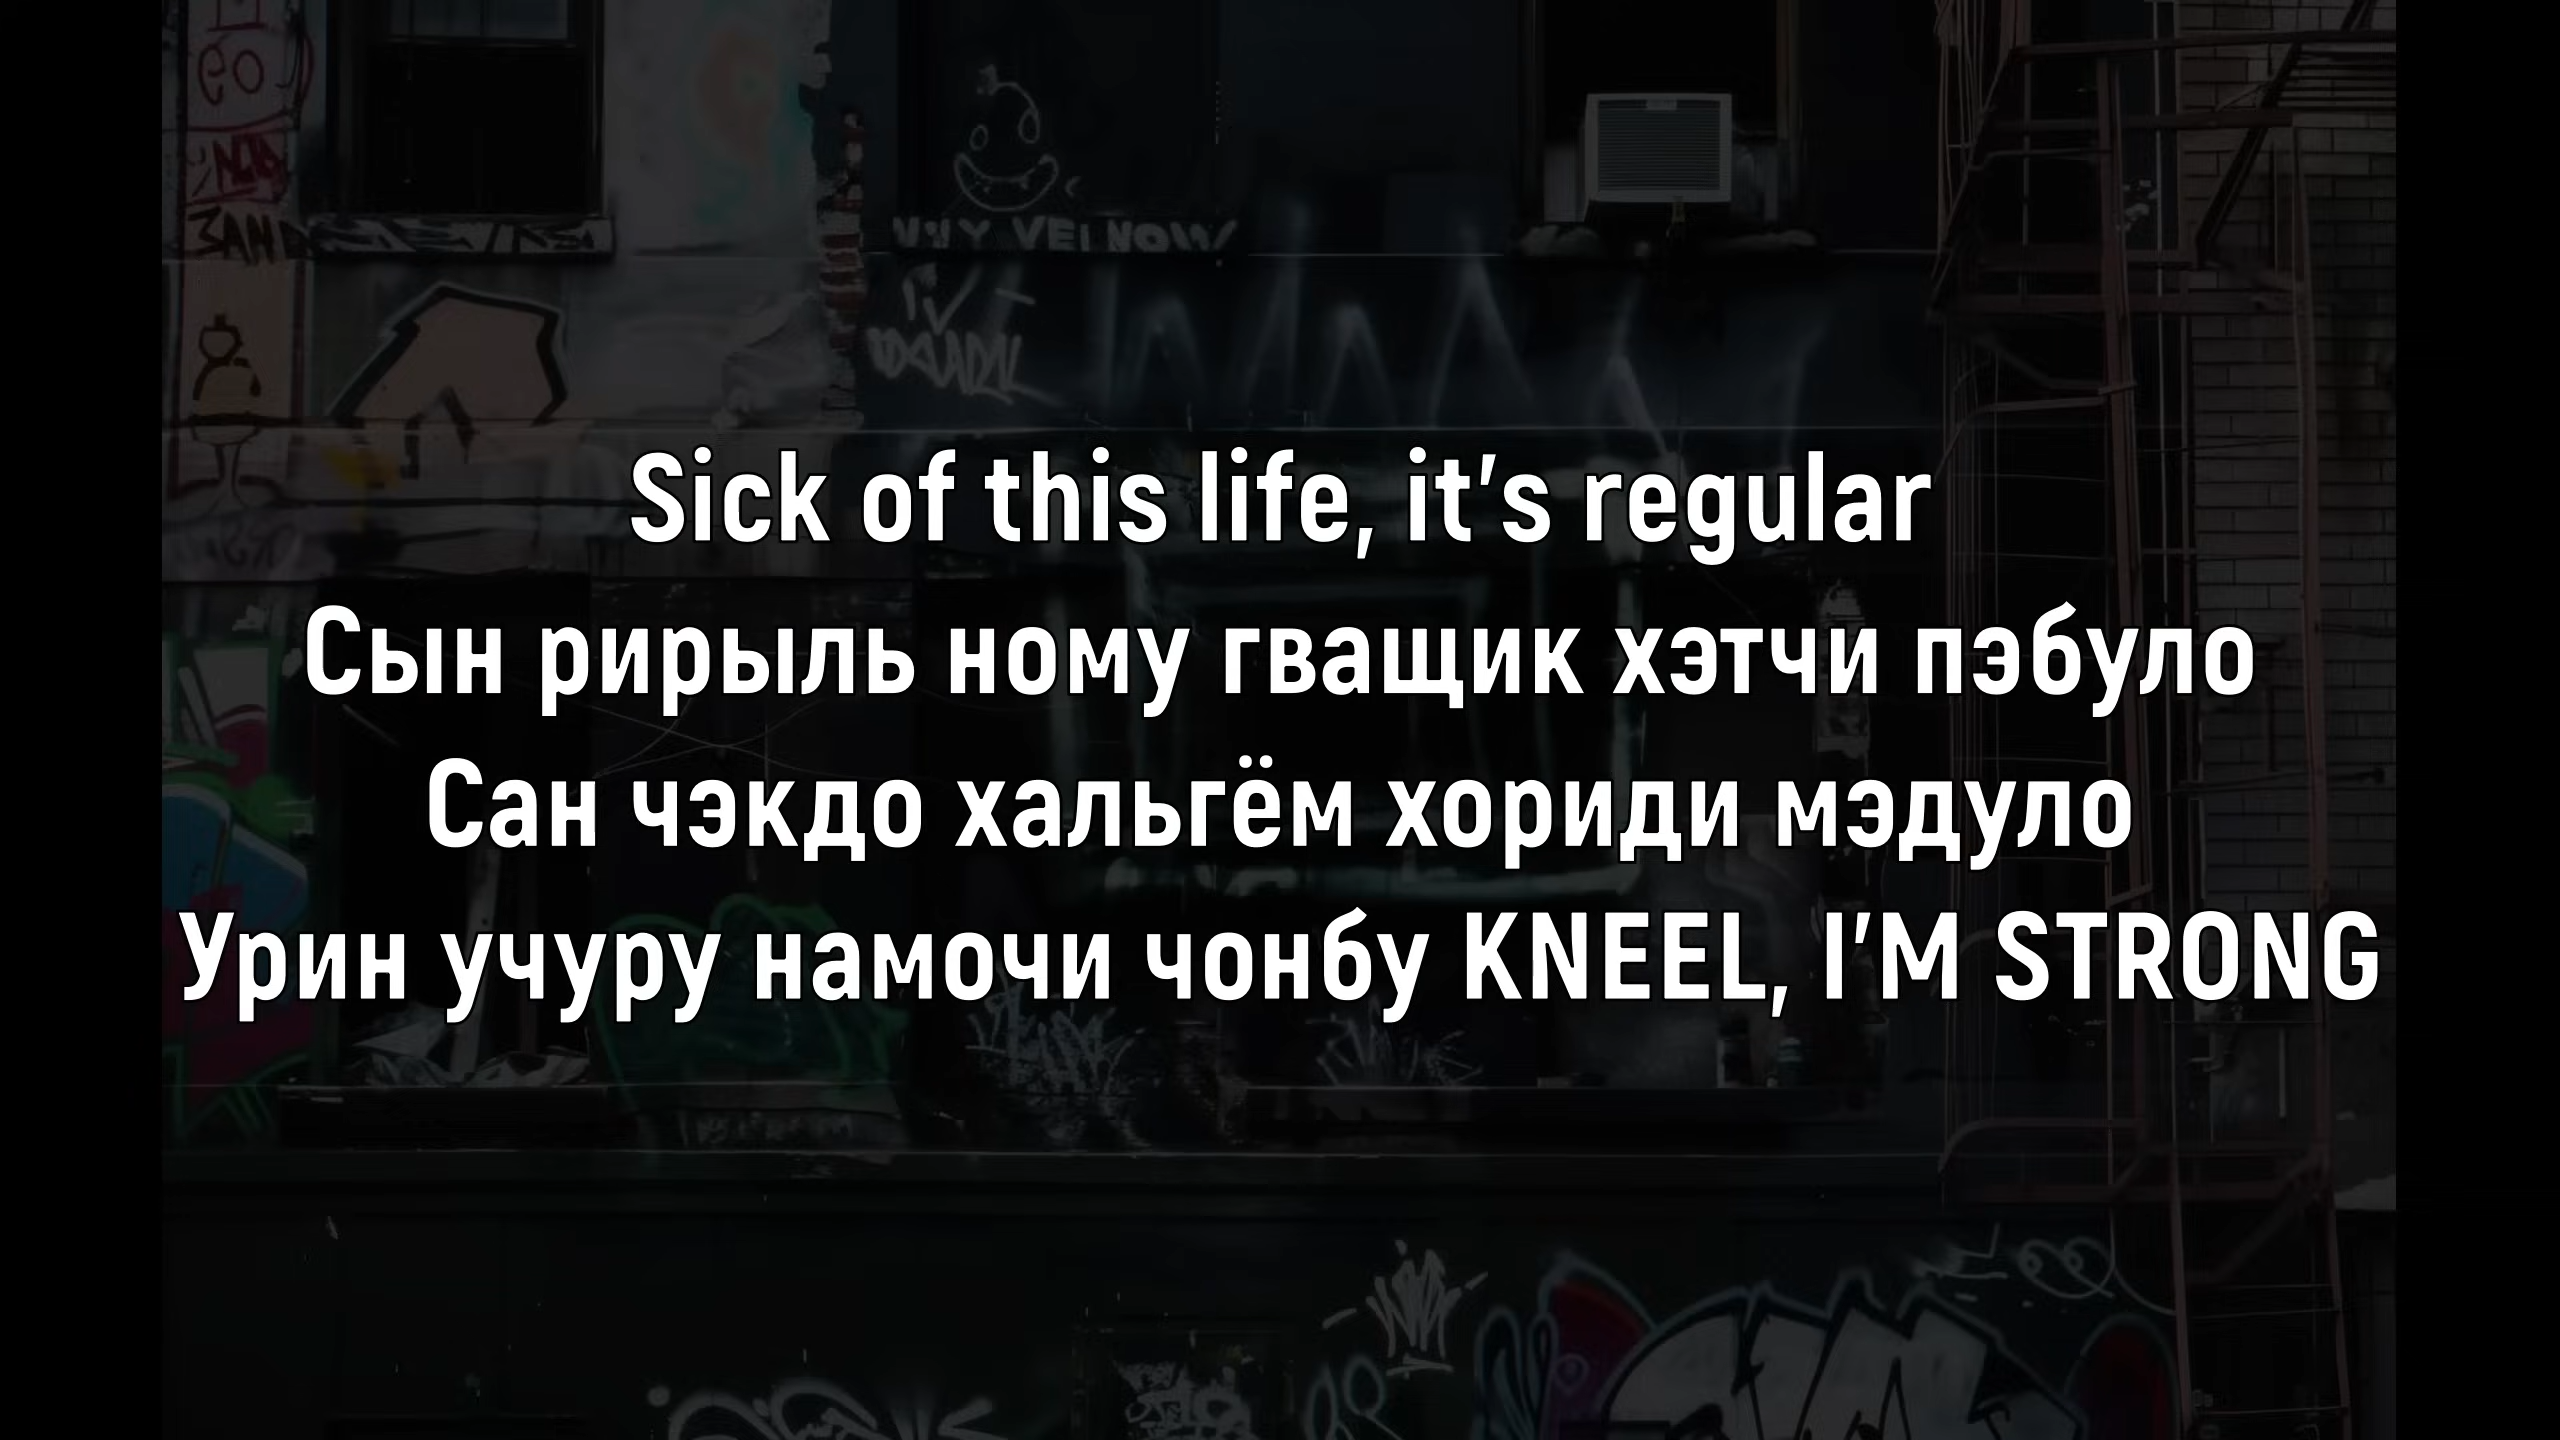 Sick of this life, it's regular
Сын рирыль ному гващик хэтчи пэбуло
Сан чэкдо хальгём хориди мэдуло
Урин учуру намочи чонбу KNEEL, I'M STRONG